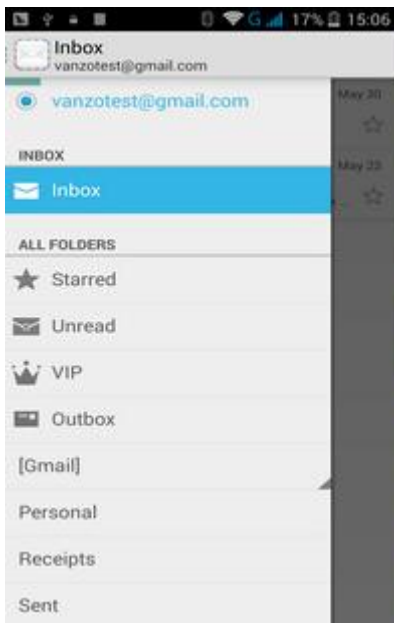 G 17% 15:06
Inbox
vanzotest@gmail.com
vanzotest@gmail.com
May 30
INBOX
May 23
Inbox
ALL FOLDERS
Starred
Unread
VIP
Outbox
[Gmail]
Personal
Receipts
Sent